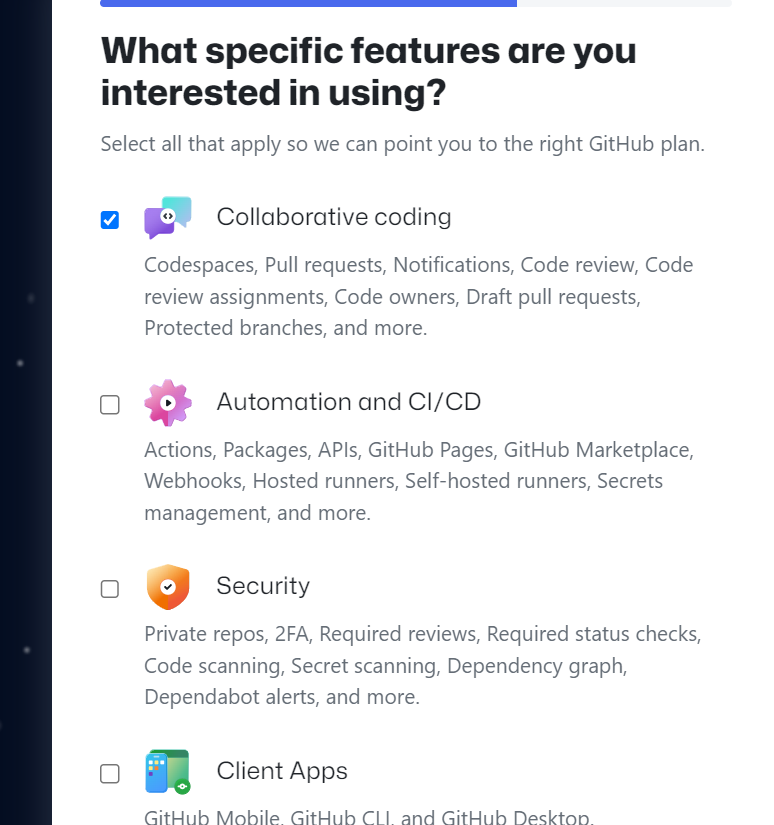 What specific features are you
interested in using?
Select all that apply so we can point you to the right GitHub plan.
Collaborative coding
Codespaces, Pull requests, Notifications, Code review, Code
review assignments, Code owners, Draft pull requests,
Protected branches, and more.
Automation and CI/CD
Actions, Packages, APIs, GitHub Pages, GitHub Marketplace,
Webhooks, Hosted runners, Self-hosted runners, Secrets
management, and more.
Security
Private repos, 2FA, Required reviews, Required status checks,
Code scanning, Secret scanning, Dependency graph,
Dependabot alerts, and more.
Client Apps
GitHub Mobile, GitHub CLI, and GitHub Desktop.